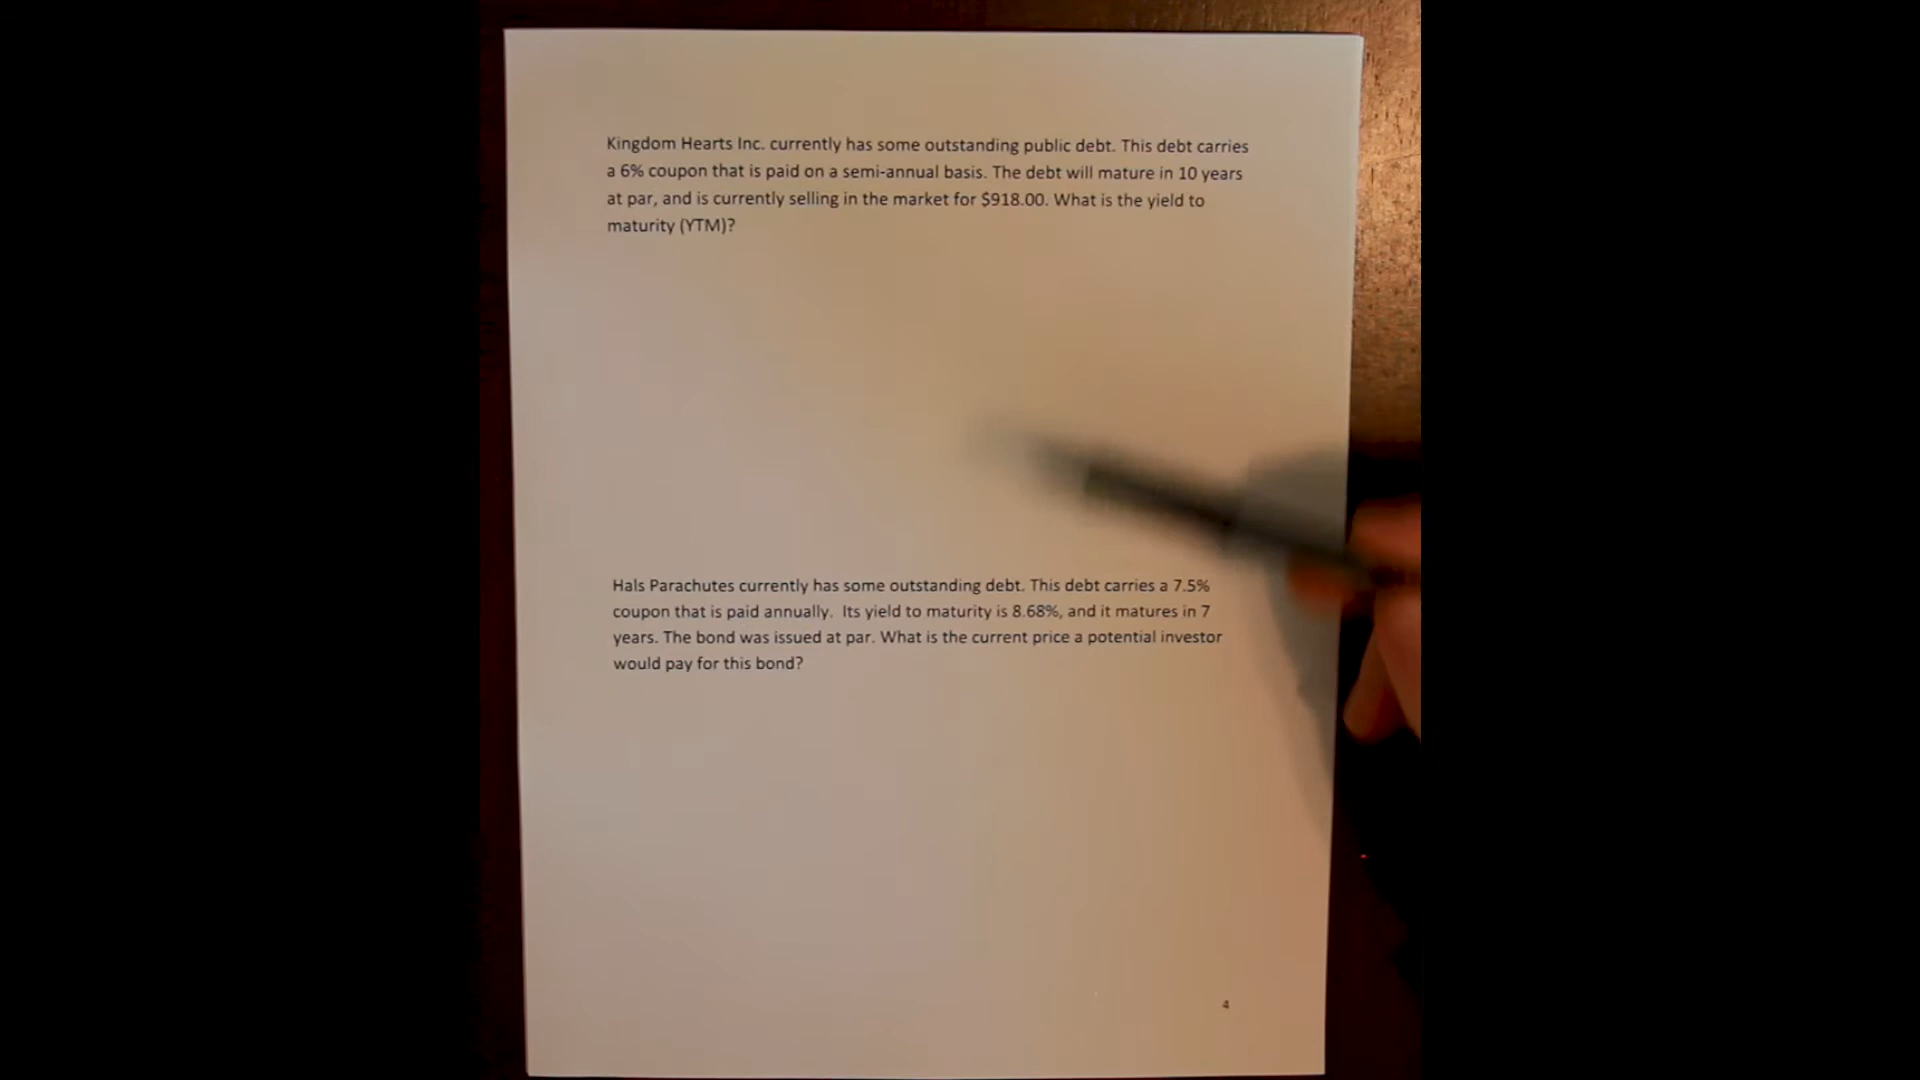 Kingdom Hearts Inc. currently has some outstanding public debt. This debt carries
a 6% coupon that is paid on a semi-annual basis. The debt will mature in 10 years
at par, and is currently selling in the market for $918.00. What is the yield to
maturity (YTM)?
Hals Parachutes currently has some outstanding debt. This debt carries a 7.5%
coupon that is paid annually.  Its yield to maturity is 8.68%, and it matures in 7
years. The bond was issued at par. What is the current price a potential investor
would pay for this bond?
4